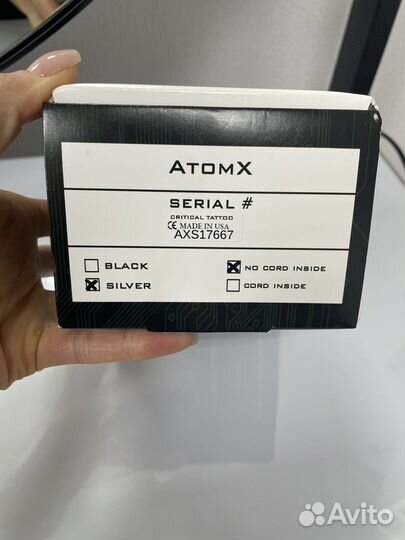 ATOMX
SERIAL #
CRITICAL TATTOO
CE MADE IN USA
AXS17667
BLACK
NO CORD INSIDE
SILVER
CORD INSIDE
Avito